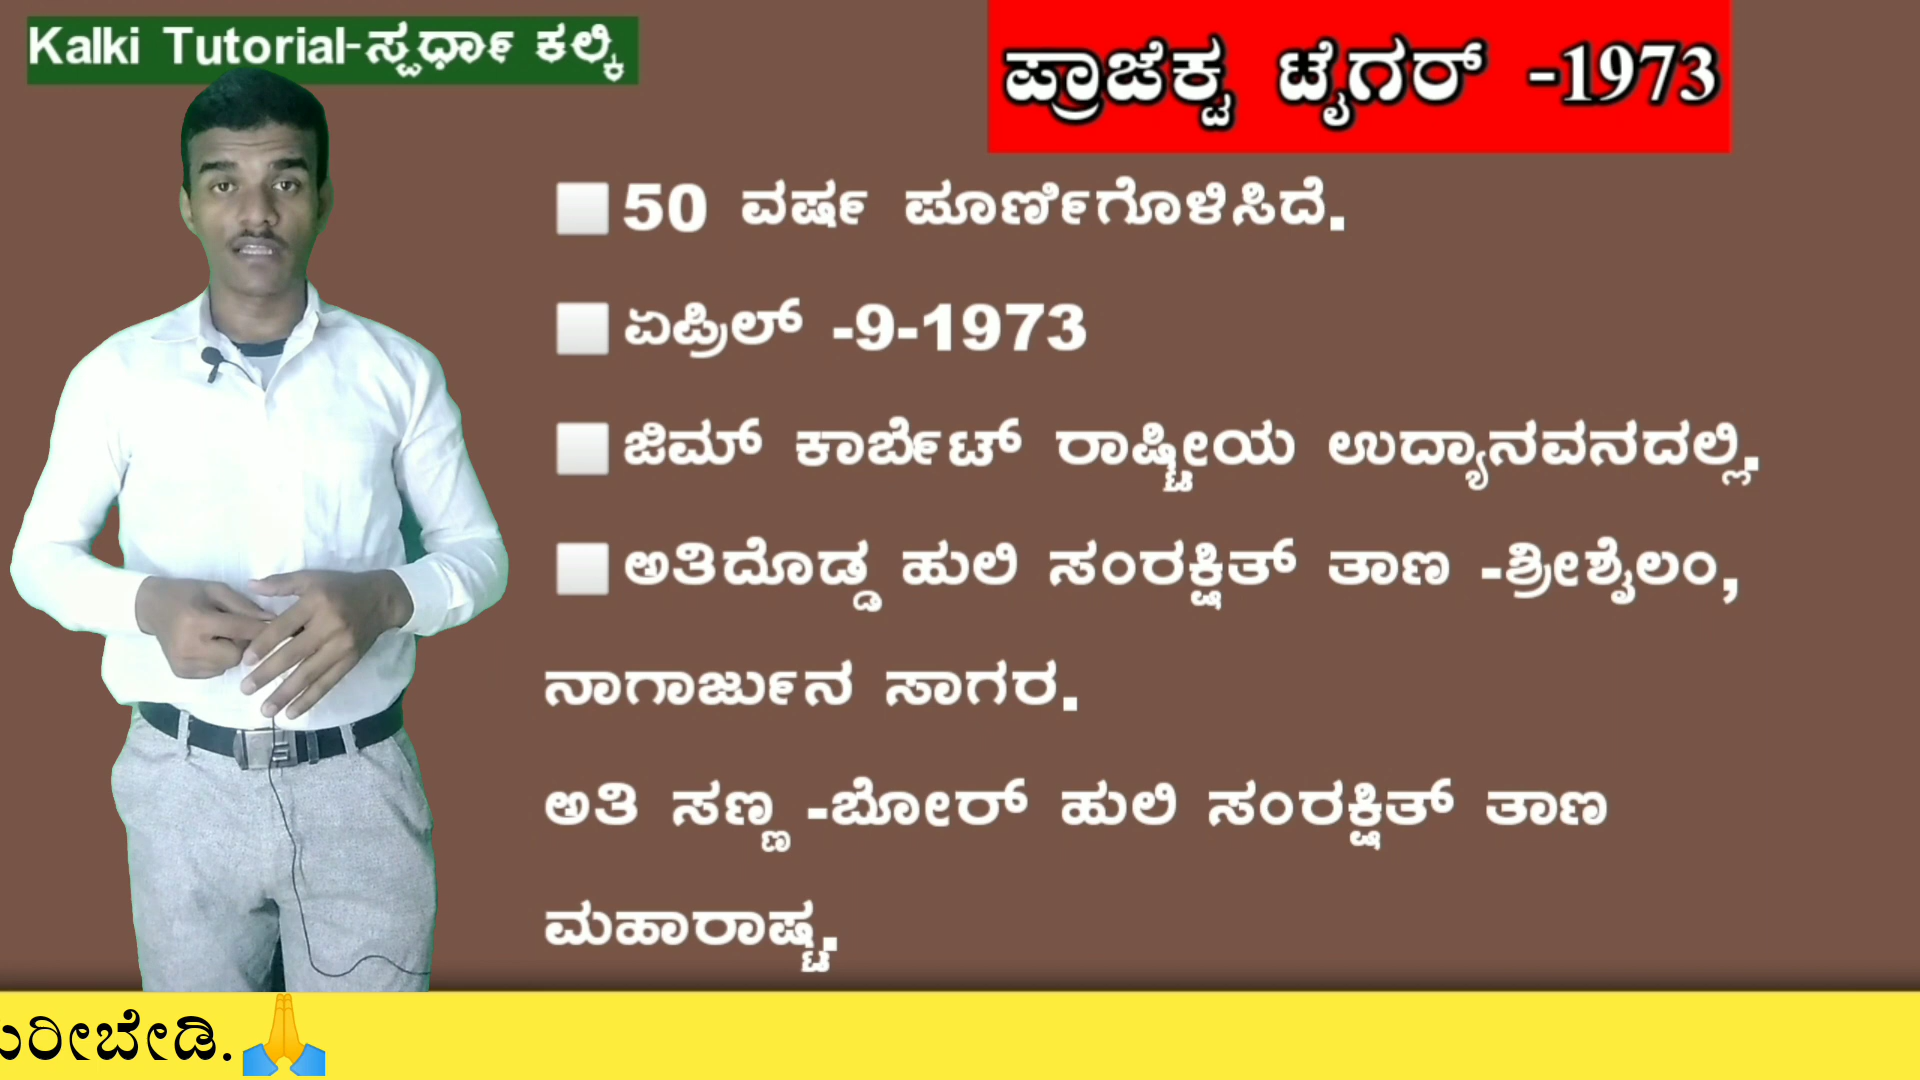 Kalki Tutorial-ಸ್ಪರ್ಧಾ ಕಲ್ಕಿ
ಪ್ರಾಜೆಕ್ಟ ಟೈಗರ್ -1973
50 ವರ್ಷ ಪೂರ್ಣಿಗೊಳಿಸಿದೆ.
ಏಪ್ರಿಲ್ -9-1973
ಜಿಮ್ ಕಾರ್ಬೆಟ್ ರಾಷ್ಟ್ರೀಯ ಉದ್ಯಾನವನದಲ್ಲಿ.
ಅತಿದೊಡ್ಡ ಹುಲಿ ಸಂರಕ್ಷಿತ್ ತಾಣ -ಶ್ರೀಶೈಲಂ,
ನಾಗಾರ್ಜುನ ಸಾಗರ.
ಅತಿ ಸಣ್ಣ -ಬೋರ್ ಹುಲಿ ಸಂರಕ್ಷಿತ್ ತಾಣ
ಮಹಾರಾಷ್ಟ್ರ.